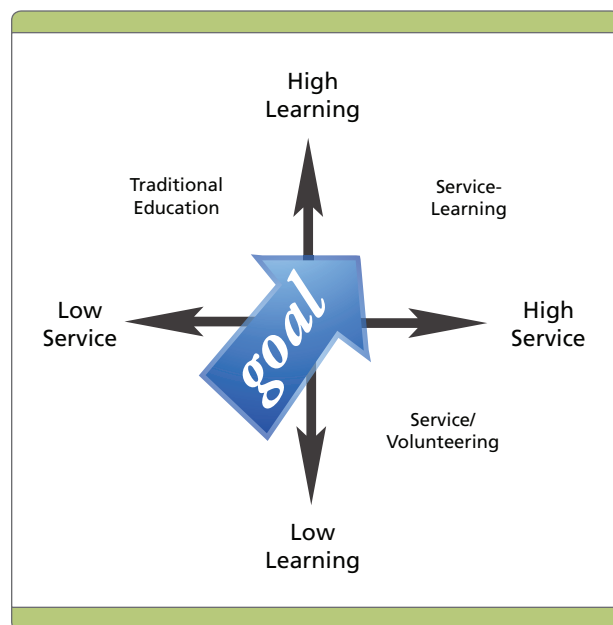 High
Learning
Traditional
Education
Service-
Learning
Low
Service
goal
High
Service
Service/
Volunteering
Low
Learning